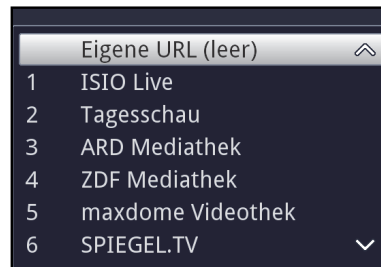 Eigene URL (leer)
1 ISIO Live
2 Tagesschau
3 ARD Mediathek
4 ZDF Mediathek
5 maxdome Videothek
6 SPIEGEL.TV